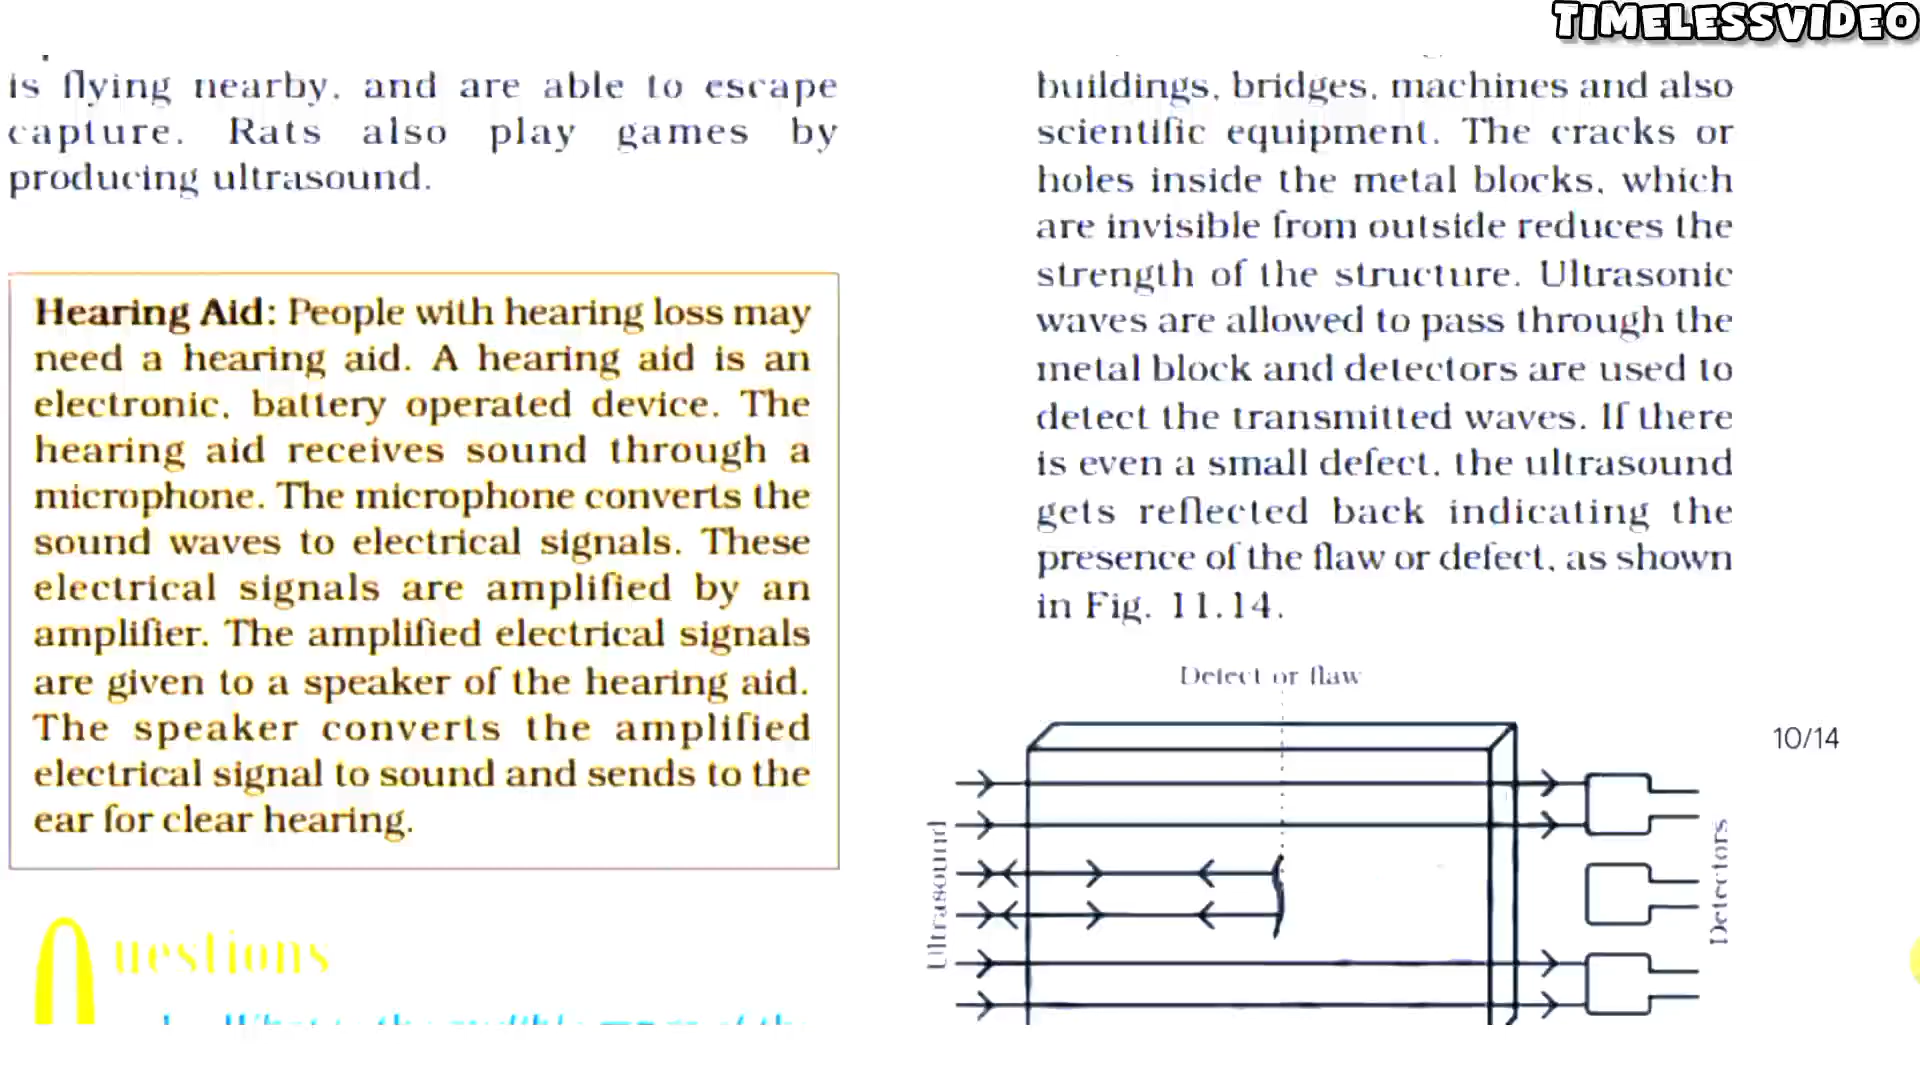 TIMELESSVIDEO
is flying nearby, and are able to escape
capture. Rats also play games by
producing ultrasound.
Hearing Aid: People with hearing loss may
need a hearing aid. A hearing aid is an
electronic, battery operated device. The
hearing aid receives sound through a
microphone. The microphone converts the
sound waves to electrical signals. These
electrical signals are amplified by an
amplifier. The amplified electrical signals
are given to a speaker of the hearing aid.
The speaker converts the amplified
electrical signal to sound and sends to the
ear for clear hearing.
Questions
buildings, bridges, machines and also
scientific equipment. The cracks or
holes inside the metal blocks, which
are invisible from outside reduces the
strength of the structure. Ultrasonic
waves are allowed to pass through the
metal block and detectors are used to
detect the transmitted waves. If there
is even a small defect, the ultrasound
gets reflected back indicating the
presence of the flaw or defect, as shown
in Fig. 11.14.
Defect or flaw
Ultrasound
Detectors
10/14